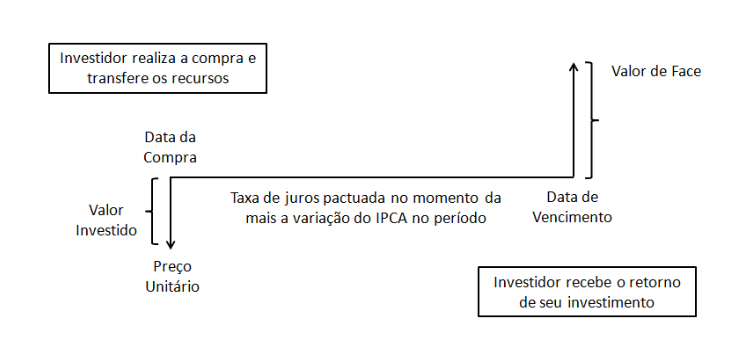 Investidor realiza a compra e
transfere os recursos
Valor de Face
Data da
Compra
Taxa de juros pactuada no momento da
mais a variação do IPCA no período
Data de
Vencimento
Valor
Investido
Preço
Unitário
Investidor recebe o retorno
de seu investimento